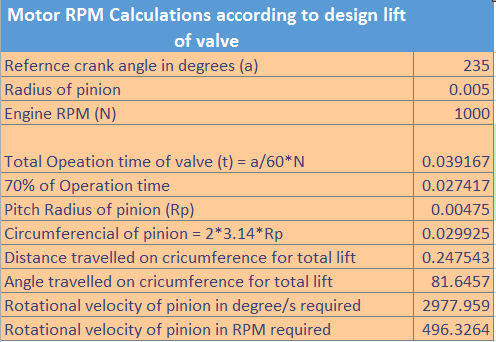 Motor RPM Calculations according to design lift
of valve
Refernce crank angle in degrees (a) 235
Radius of pinion 0.005
Engine RPM (N) 1000
Total Opeation time of valve (t) = a/60*N 0.039167
70% of Operation time 0.027417
Pitch Radius of pinion (Rp) 0.00475
Circumferencial of pinion = 2*3.14*Rp 0.029925
Distance travelled on cricumference for total lift 0.247543
Angle travelled on cricumference for total lift 81.6457
Rotational velocity of pinion in degree/s required 2977.959
Rotational velocity of pinion in RPM required 496.3264